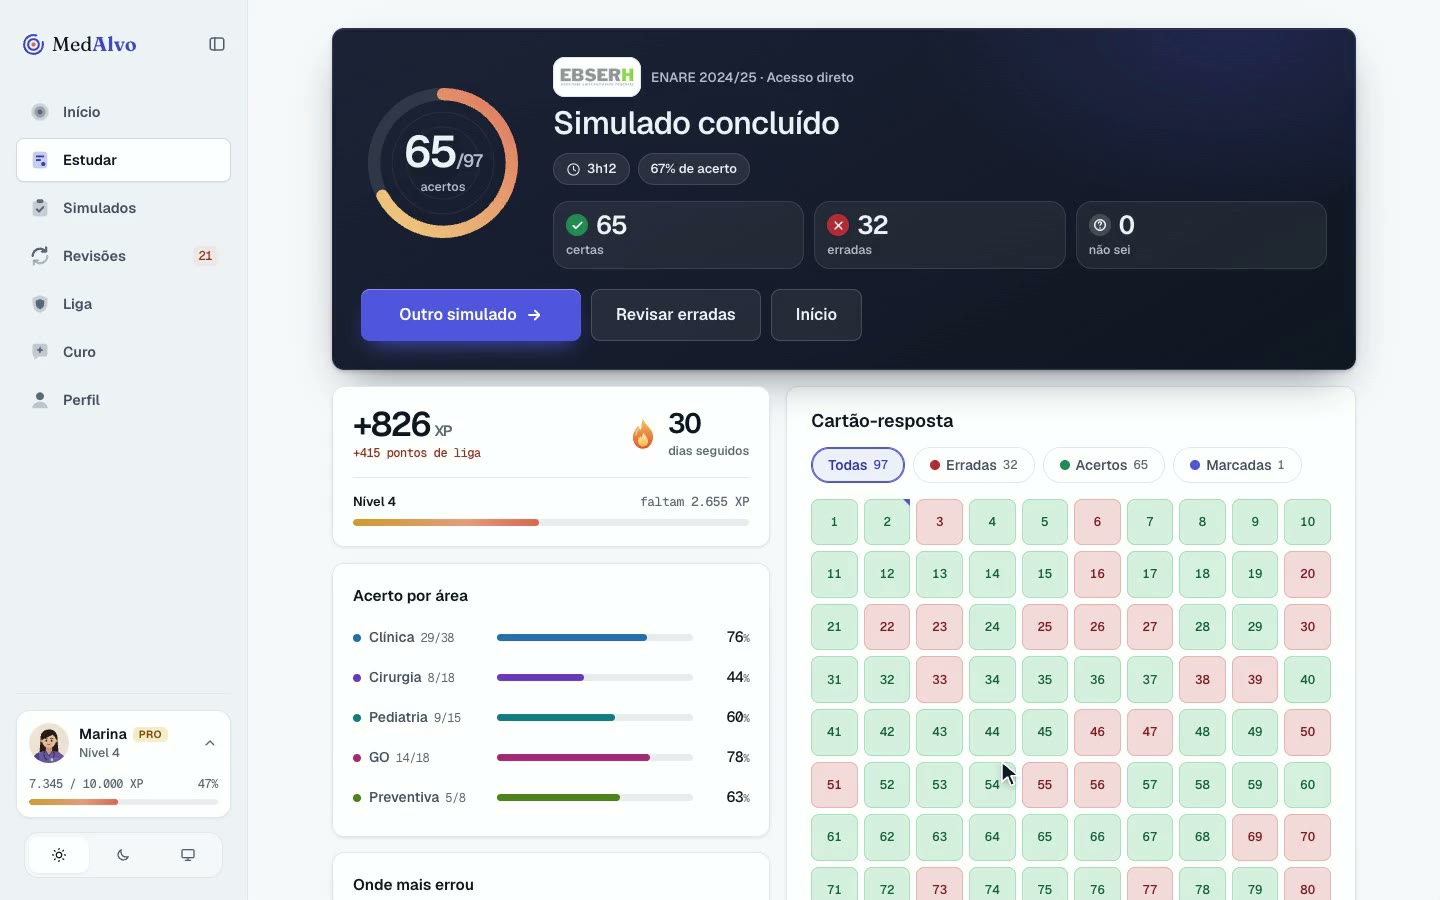 MedAlvo
Início
Estudar
Simulados
Revisões 21
Liga
Curo
Perfil
Marina PRO
Nível 4
7.345 / 10.000 XP 47%
65/97
acertos
EBSERH
ENARE 2024/25 · Acesso direto
Simulado concluído
3h12
67% de acerto
65
certas
32
erradas
0
não sei
Outro simulado →
Revisar erradas
Início
+826 XP
+415 pontos de liga
30
dias seguidos
Nível 4
faltam 2.655 XP
Acerto por área
Clínica 29/38 76%
Cirurgia 8/18 44%
Pediatria 9/15 60%
GO 14/18 78%
Preventiva 5/8 63%
Onde mais errou
Cartão-resposta
Todas 97
Erradas 32
Acertos 65
Marcadas 1
1 2 3 4 5 6 7 8 9 10
11 12 13 14 15 16 17 18 19 20
21 22 23 24 25 26 27 28 29 30
31 32 33 34 35 36 37 38 39 40
41 42 43 44 45 46 47 48 49 50
51 52 53 54 55 56 57 58 59 60
61 62 63 64 65 66 67 68 69 70
71 72 73 74 75 76 77 78 79 80